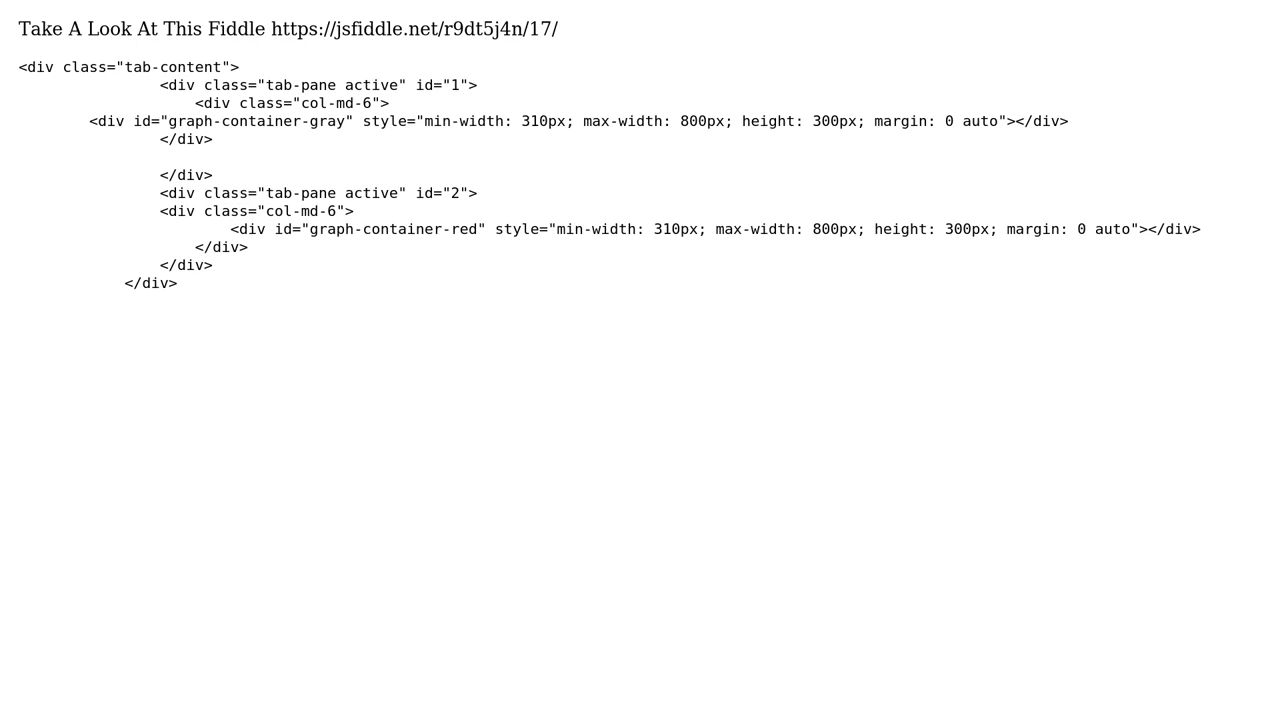 Take A Look At This Fiddle https://jsfiddle.net/r9dt5j4n/17/
<div class="tab-content">
                <div class="tab-pane active" id="1">
                    <div class="col-md-6">
        <div id="graph-container-gray" style="min-width: 310px; max-width: 800px; height: 300px; margin: 0 auto"></div>
                </div>

                </div>
                <div class="tab-pane active" id="2">
                <div class="col-md-6">
                        <div id="graph-container-red" style="min-width: 310px; max-width: 800px; height: 300px; margin: 0 auto"></div>
                    </div>
                </div>
            </div>